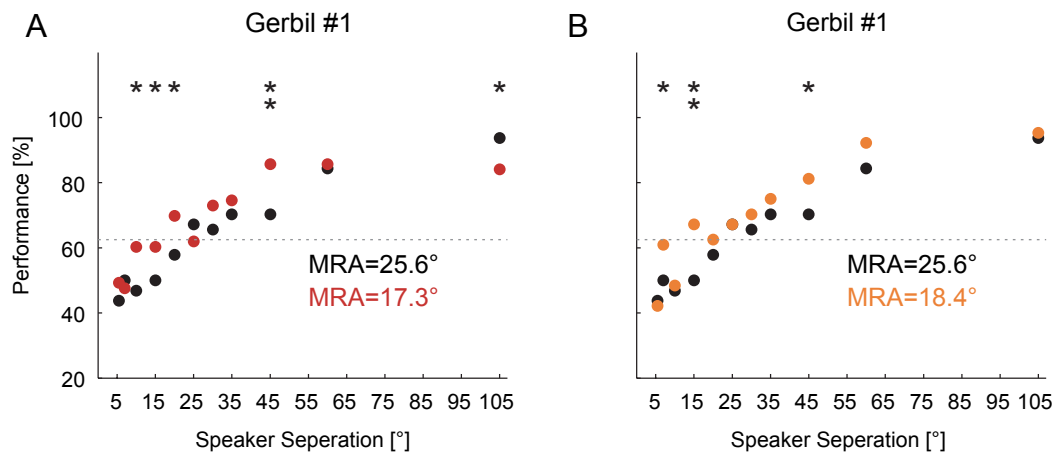 A
Gerbil #1
* * * * *
*
100
80
60
40
20
Performance [%]
MRA=25.6°
MRA=17.3°
5 15 25 35 45 55 65 75 85 95 105
Speaker Seperation [°]
B
Gerbil #1
* * *
*
MRA=25.6°
MRA=18.4°
5 15 25 35 45 55 65 75 85 95 105
Speaker Seperation [°]